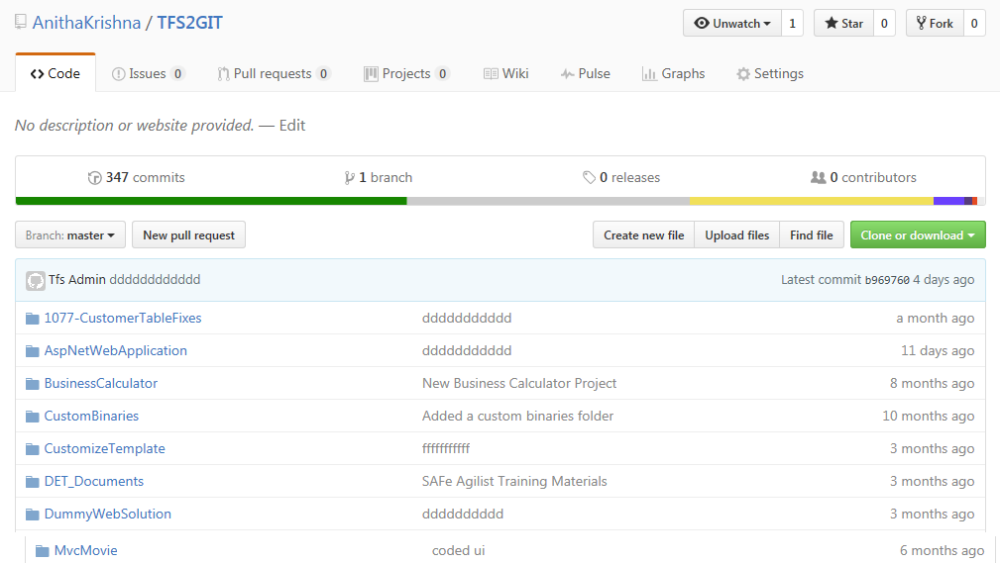 AnithaKrishna / TFS2GIT
Unwatch 1 Star 0 Fork 0
Code Issues 0 Pull requests 0 Projects 0 Wiki Pulse Graphs Settings
No description or website provided. — Edit
347 commits 1 branch 0 releases 0 contributors
Branch: master New pull request Create new file Upload files Find file Clone or download
Tfs Admin dddddddddddd Latest commit b969760 4 days ago
1077-CustomerTableFixes ddddddddddd a month ago
AspNetWebApplication ddddddddddd 11 days ago
BusinessCalculator New Business Calculator Project 8 months ago
CustomBinaries Added a custom binaries folder 10 months ago
CustomizeTemplate fffffffffff 3 months ago
DET_Documents SAFe Agilist Training Materials 3 months ago
DummyWebSolution dddddddddd 3 months ago
MvcMovie coded ui 6 months ago